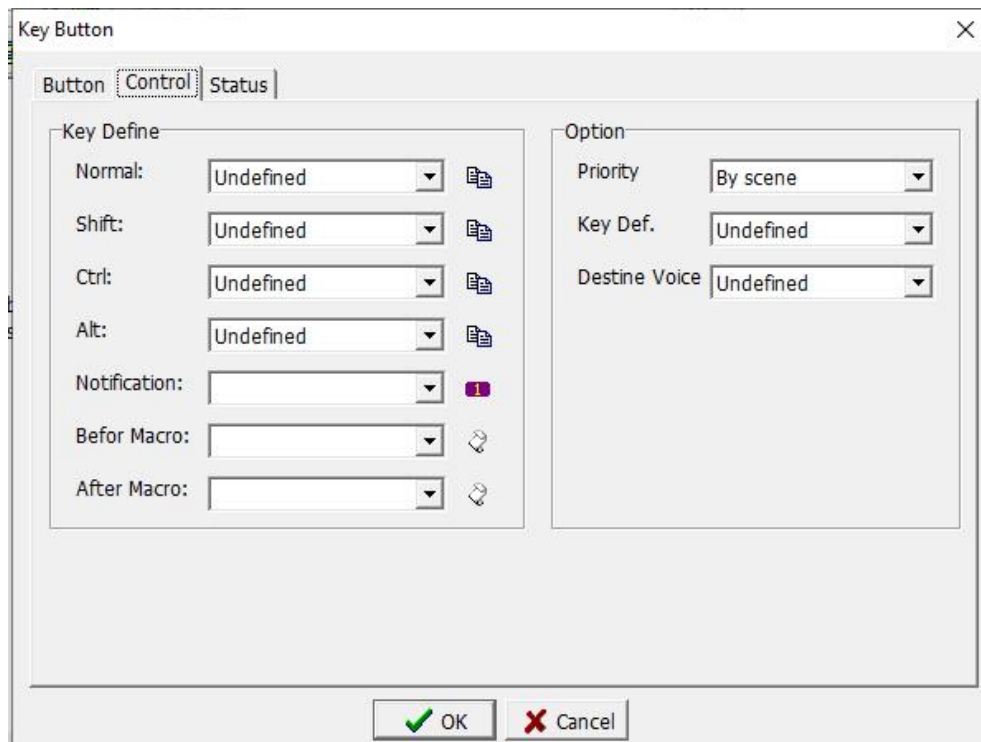 Key Button
Button Control Status
Key Define
Normal: Undefined
Shift: Undefined
Ctrl: Undefined
Alt: Undefined
Notification: 1
Befor Macro:
After Macro:
Option
Priority By scene
Key Def. Undefined
Destine Voice Undefined
OK Cancel